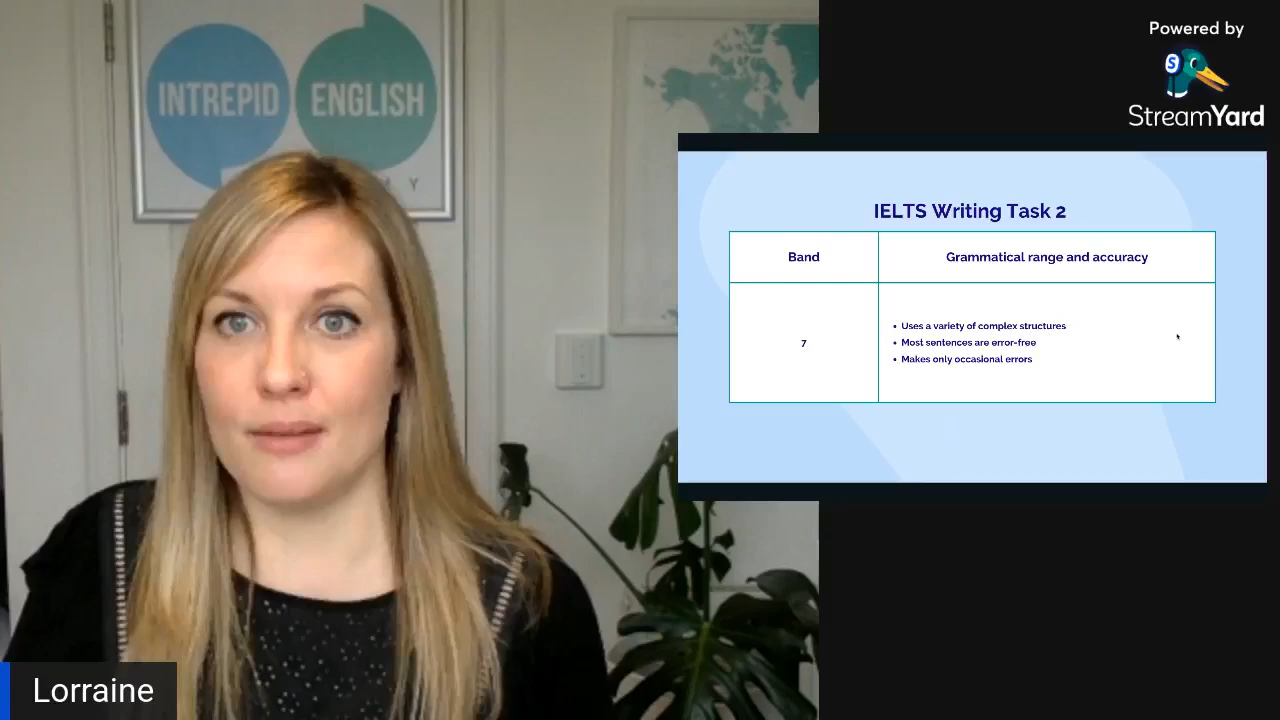 INTREPID
ENGLISH
M Y
Powered by
S
StreamYard
IELTS Writing Task 2
Band
Grammatical range and accuracy
7
• Uses a variety of complex structures
• Most sentences are error-free
• Makes only occasional errors
Lorraine